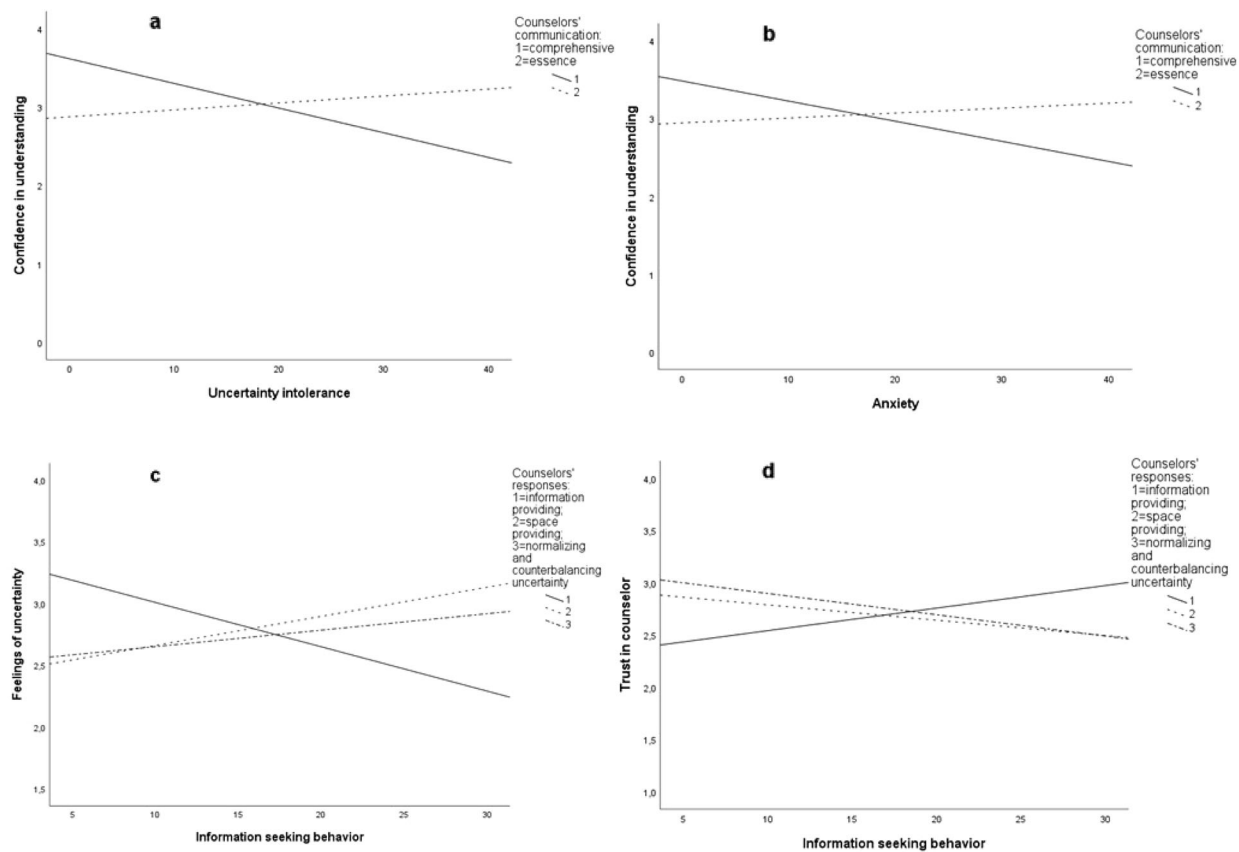 a
Counselors'
communication:
1=comprehensive
2=essence
1
2
4
3
2
1
0
Confidence in understanding
0 10 20 30 40
Uncertainty intolerance
b
Counselors'
communication:
1=comprehensive
2=essence
1
2
4
3
2
1
0
Confidence in understanding
0 10 20 30 40
Anxiety
c
Counselors'
responses:
1=information
providing;
2=space
providing;
3=normalizing
and
counterbalancing
uncertainty
1
2
3
4,0
3,5
3,0
2,5
2,0
1,5
Feelings of uncertainty
5 10 15 20 25 30
Information seeking behavior
d
Counselors'
responses:
1=information
providing;
2=space
providing;
3=normalizing
and
counterbalancing
uncertainty
1
2
3
4,0
3,5
3,0
2,5
2,0
1,5
1,0
Trust in counselor
5 10 15 20 25 30
Information seeking behavior